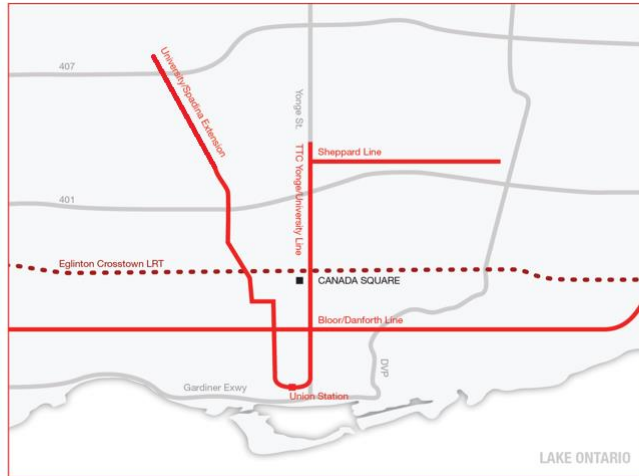 407
University/Spadina Extension
Yonge St.
TTC Yonge/University Line
Sheppard Line
401
Eglinton Crosstown LRT
CANADA SQUARE
Bloor/Danforth Line
DVP
Gardiner Exwy
Union Station
LAKE ONTARIO